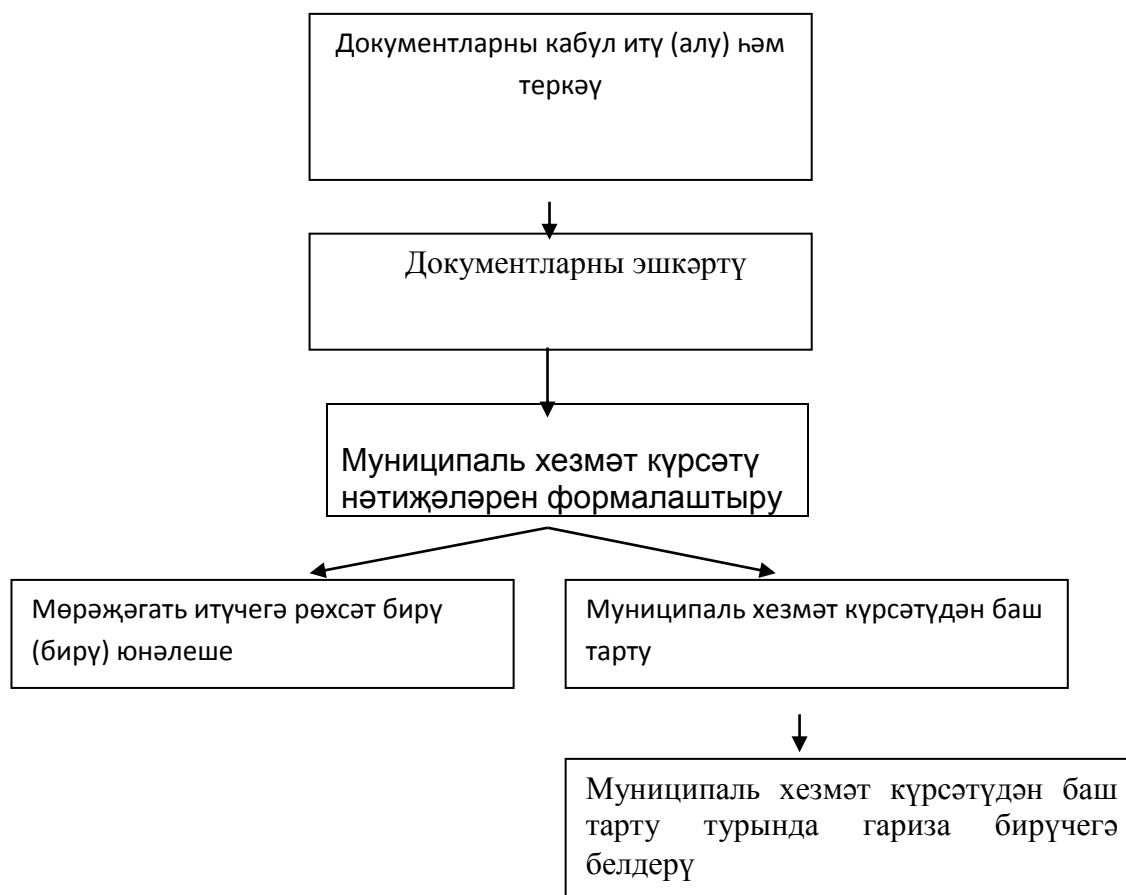 Документларны кабул итү (алу) һәм
теркәү
Документларны эшкәртү
Муниципаль хезмәт күрсәтү
нәтиҗәләрен формалаштыру
Мөрәҗәгать итүчегә рөхсәт бирү
(бирү) юнәлеше
Муниципаль хезмәт күрсәтүдән баш
тарту
Муниципаль хезмәт күрсәтүдән баш
тарту турында гариза бирүчегә
белдерү